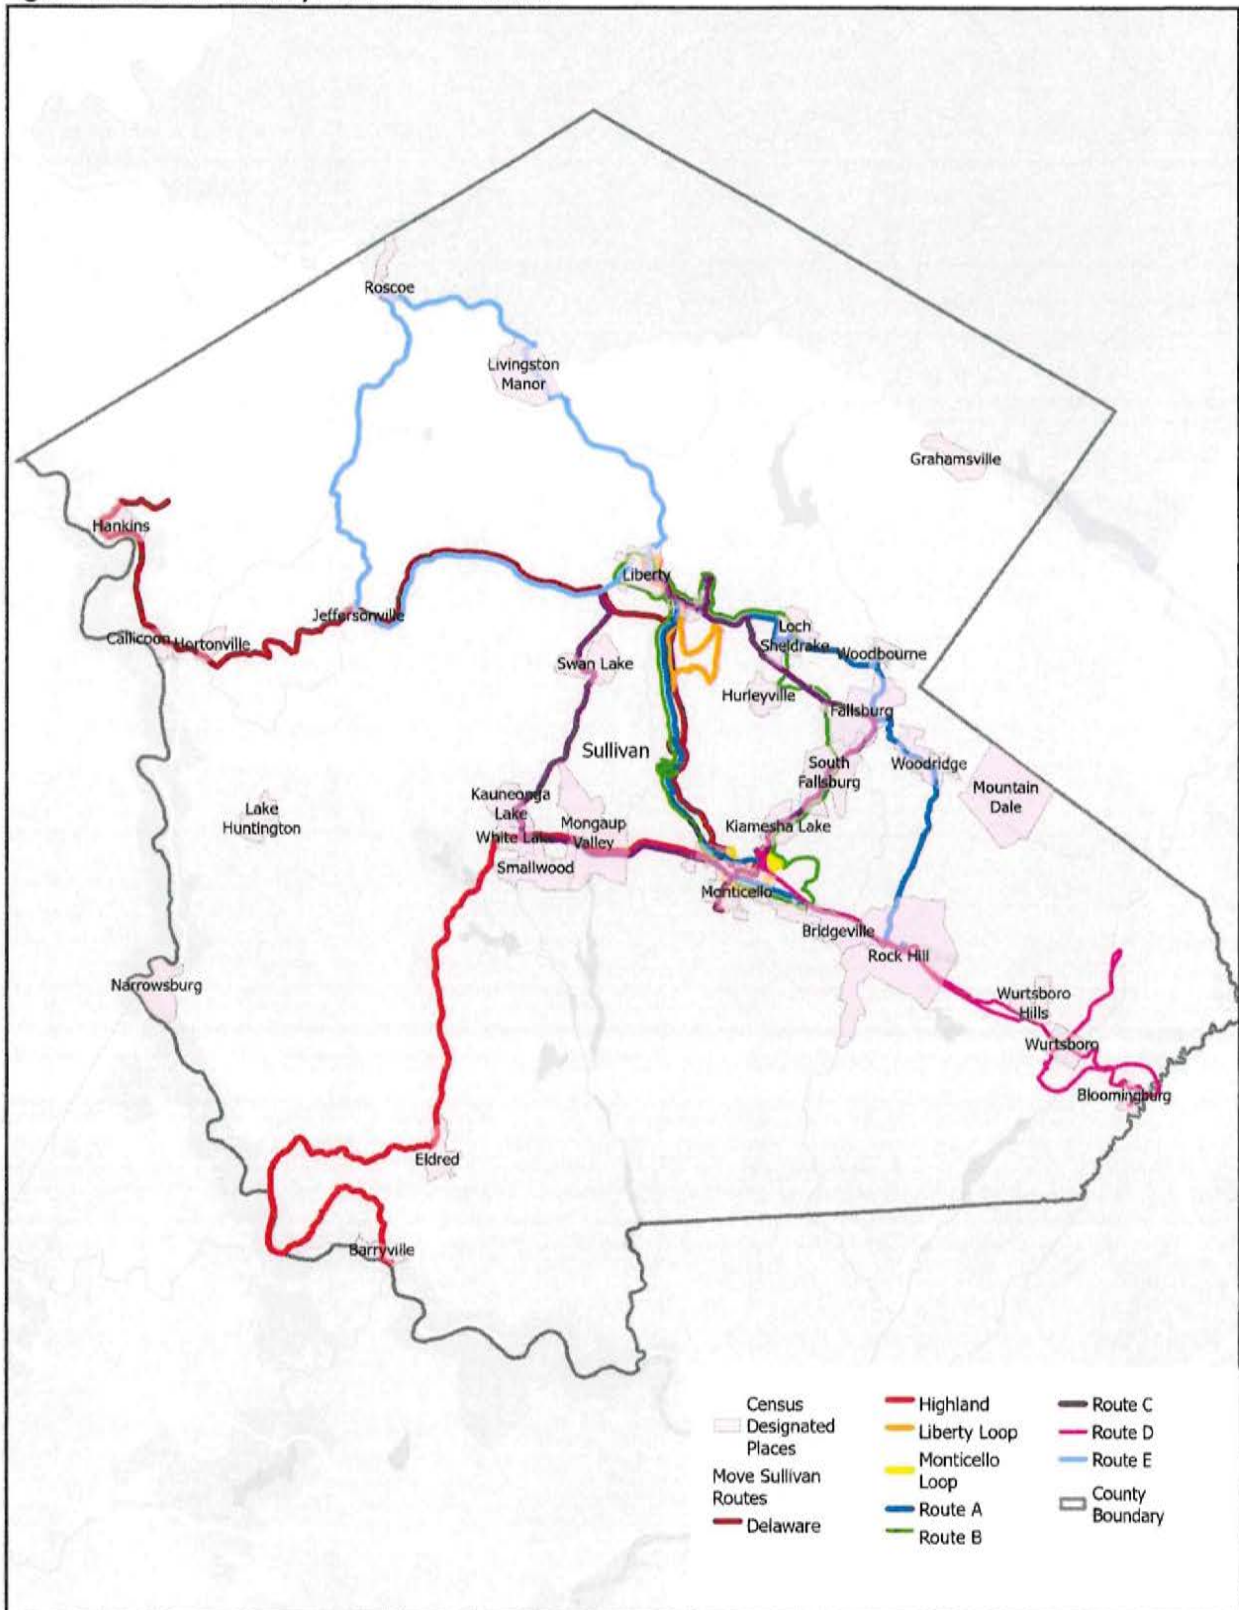 Roscoe
Livingston
Manor
Grahamsville
Hankins
Liberty
Jeffersonville
Loch
Sheldrake
Callicoon
Hortonville
Woodbourne
Swan Lake
Hurleyville
Fallsburg
Sullivan
South
Fallsburg
Woodridge
Mountain
Dale
Kauneonga
Lake
Lake
Huntington
Mongaup
Valley
Kiamesha Lake
White Lake
Smallwood
Monticello
Bridgeville
Rock Hill
Narrowsburg
Wurtsboro
Hills
Wurtsboro
Bloomingburg
Eldred
Barryville
Census
Designated
Places
Move Sullivan
Routes
Delaware
Highland
Liberty Loop
Monticello
Loop
Route A
Route B
Route C
Route D
Route E
County
Boundary